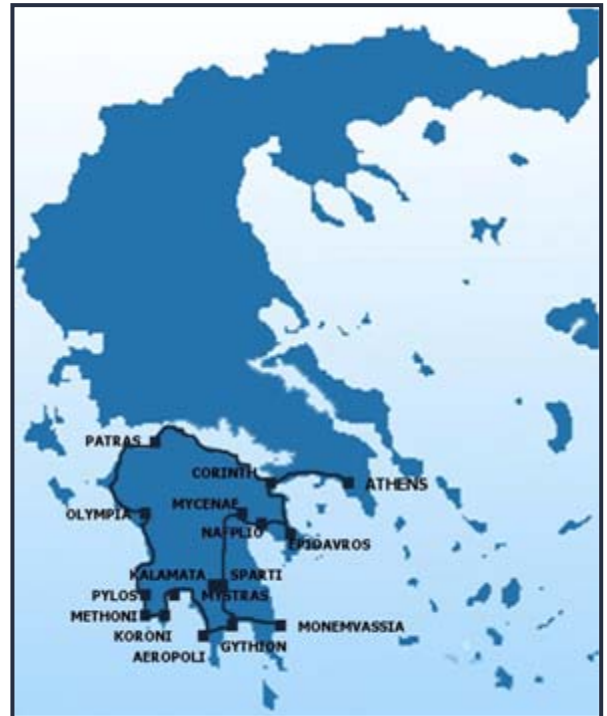 PATRAS
CORINTH
ATHENS
MYCENAE
OLYMPIA
NAFPLIO
EPIDAVROS
KALAMATA
SPARTI
PYLOS
MYSTRAS
METHONI
MONEMVASSIA
KORONI
GYTHION
AEROPOLI